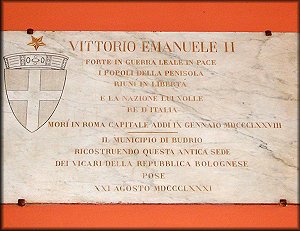 VITTORIO EMANUELE II
FORTE IN GUERRA LEALE IN PACE
I POPOLI DELLA PENISOLA
RIUNÌ IN LIBERTÀ
E LA NAZIONE LUI VOLLE
RE D'ITALIA
MORÌ IN ROMA CAPITALE ADDI IX GENNAIO MDCCCLXXVIII
IL MUNICIPIO DI BUDRIO
RICOSTRUENDO QUESTA ANTICA SEDE
DEI VICARI DELLA REPUBBLICA BOLOGNESE
POSE
XXI AGOSTO MDCCCLXXXI